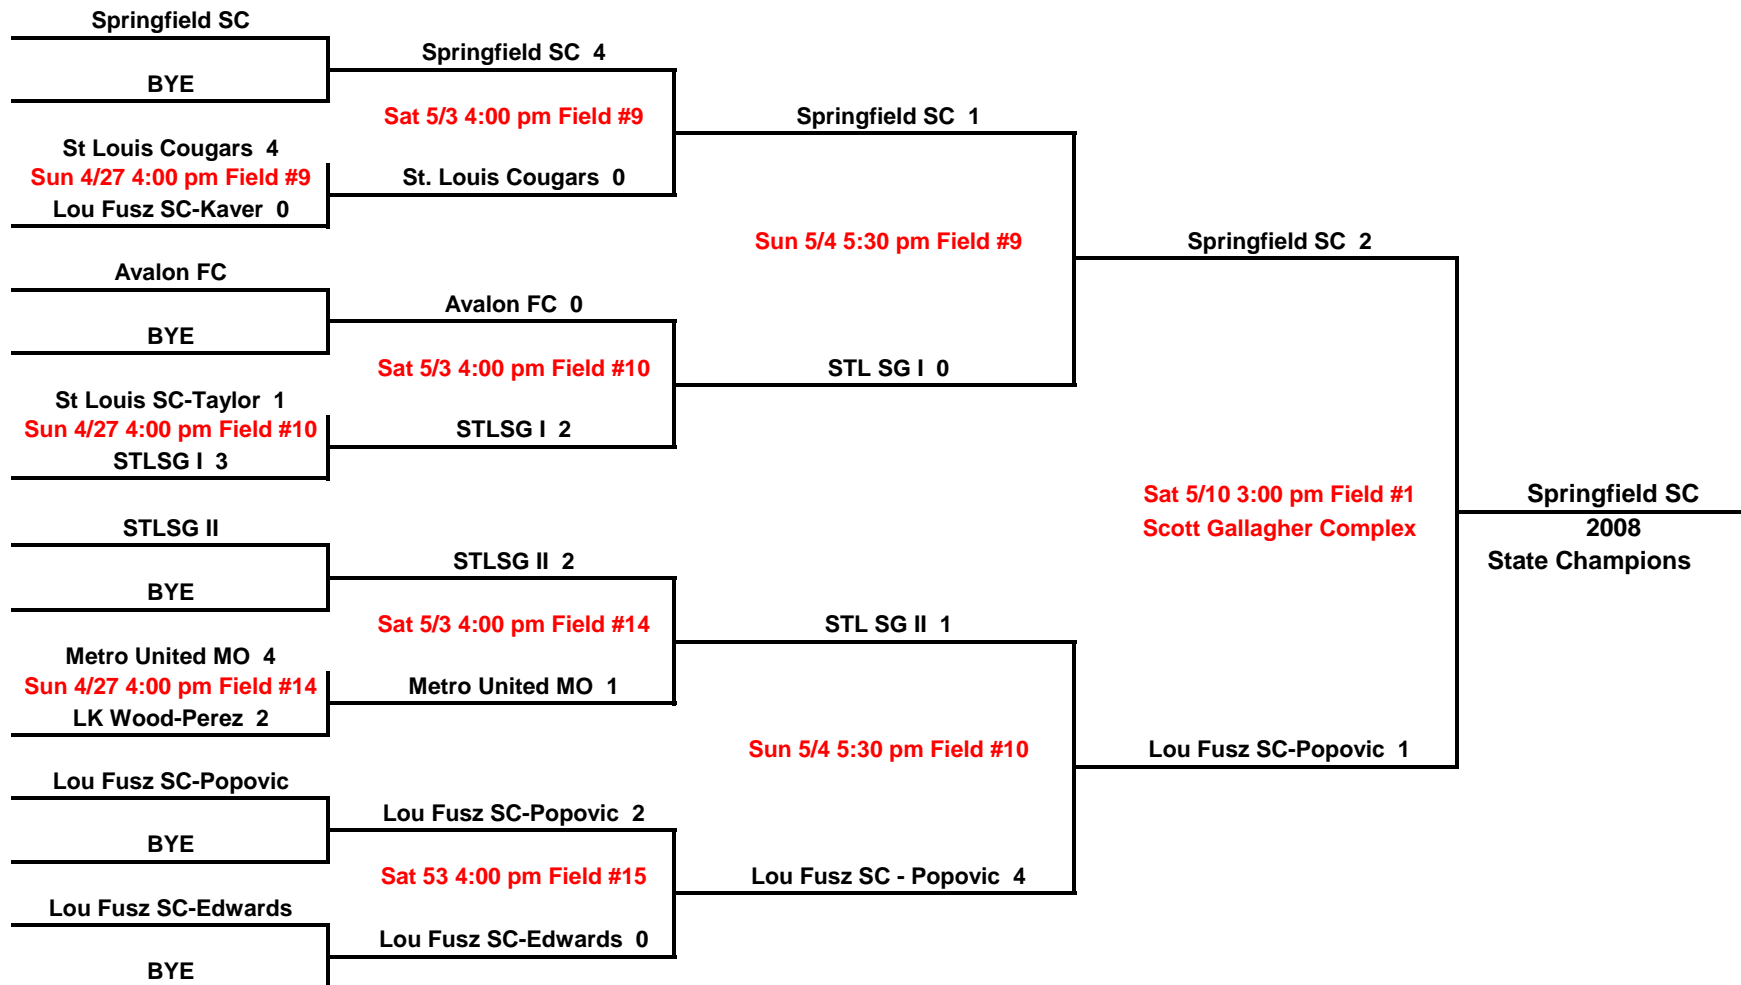 Springfield SC
BYE
St Louis Cougars 4
Sun 4/27 4:00 pm Field #9
Lou Fusz SC-Kaver 0
Avalon FC
BYE
St Louis SC-Taylor 1
Sun 4/27 4:00 pm Field #10
STLSG I 3
STLSG II
BYE
Metro United MO 4
Sun 4/27 4:00 pm Field #14
LK Wood-Perez 2
Lou Fusz SC-Popovic
BYE
Lou Fusz SC-Edwards
BYE
Springfield SC 4
Sat 5/3 4:00 pm Field #9
St. Louis Cougars 0
Avalon FC 0
Sat 5/3 4:00 pm Field #10
STLSG I 2
STLSG II 2
Sat 5/3 4:00 pm Field #14
Metro United MO 1
Lou Fusz SC-Popovic 2
Sat 53 4:00 pm Field #15
Lou Fusz SC-Edwards 0
Springfield SC 1
Sun 5/4 5:30 pm Field #9
STL SG I 0
STL SG II 1
Sun 5/4 5:30 pm Field #10
Lou Fusz SC - Popovic 4
Springfield SC 2
Sat 5/10 3:00 pm Field #1
Scott Gallagher Complex
Lou Fusz SC-Popovic 1
Springfield SC
2008
State Champions